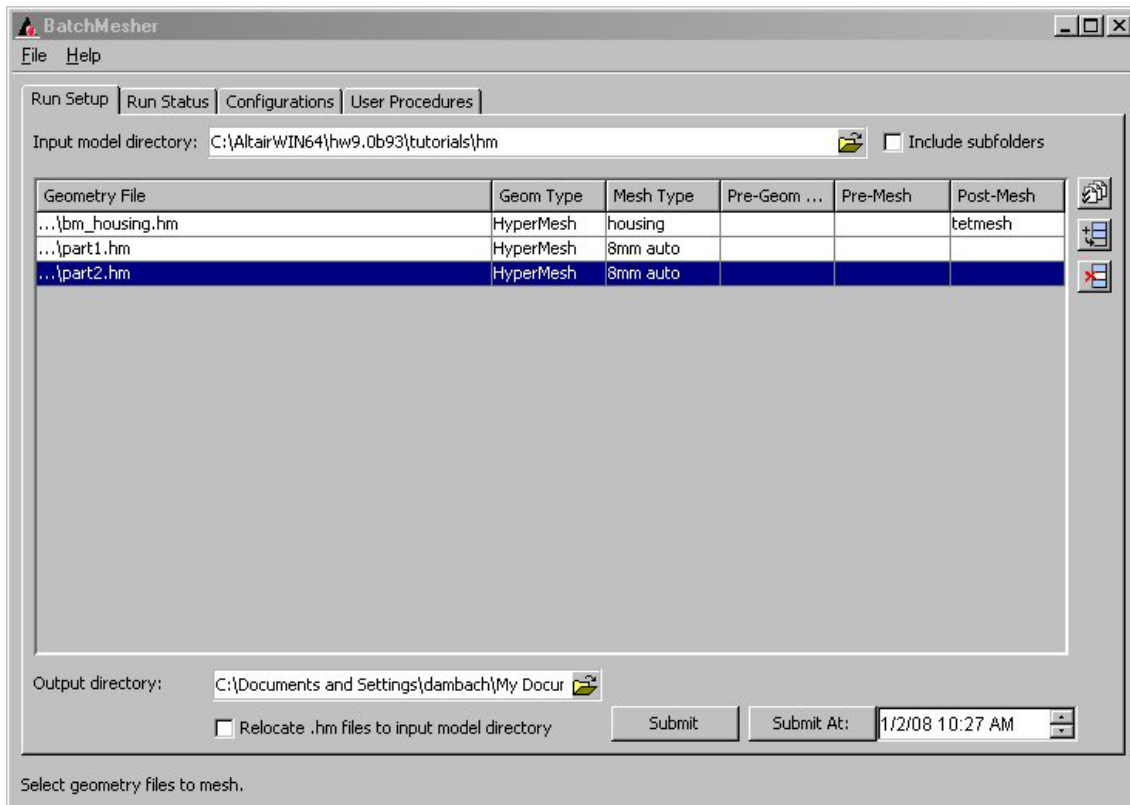 BatchMesher
File Help
Run Setup Run Status Configurations User Procedures
Input model directory: C:\AltairWIN64\hw9.0b93\tutorials\hm Include subfolders
Geometry File Geom Type Mesh Type Pre-Geom ... Pre-Mesh Post-Mesh
...\bm_housing.hm HyperMesh housing tetmesh
...\part1.hm HyperMesh 8mm auto
...\part2.hm HyperMesh 8mm auto
Output directory: C:\Documents and Settings\dambach\My Docur
Relocate .hm files to input model directory Submit Submit At: 1/2/08 10:27 AM
Select geometry files to mesh.